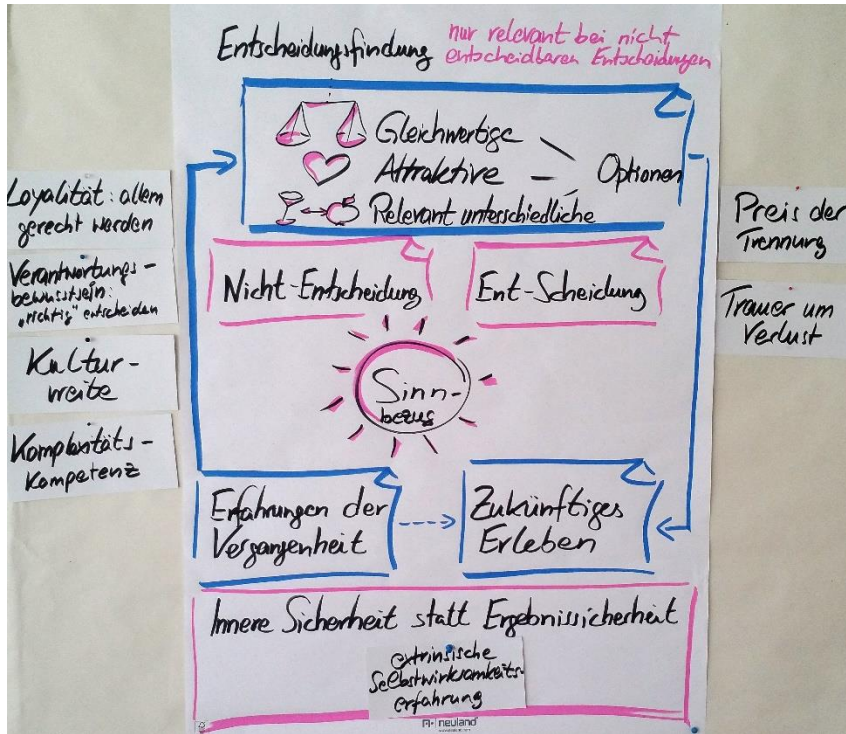 Entscheidungsfindung
nur relevant bei nicht
entscheidbaren Entscheidungen
Gleichwertige
Attraktive
Optionen
Relevant unterschiedliche
Loyalität: allem
gerecht werden
Verantwortungs-
bewusstsein:
„richtig“ entscheiden
Kultur-
weite
Komplexitäts-
Kompetenz
Preis der
Trennung
Trauer um
Verlust
Nicht-Entscheidung
Ent-Scheidung
Sinn-
bezug
Erfahrungen der
Vergangenheit
Zukünftiges
Erleben
Innere Sicherheit statt Ergebnissicherheit
extrinsische
Selbstwirksamkeits-
erfahrung
neuland